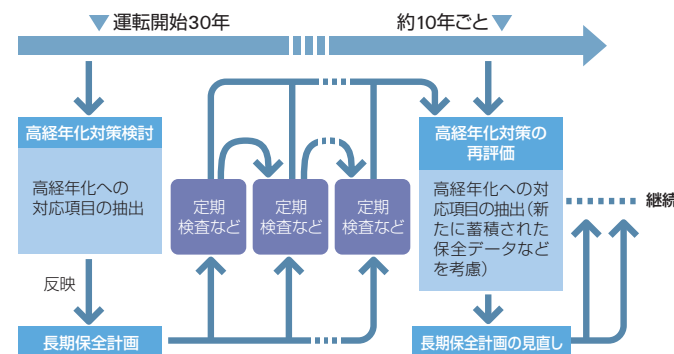 ▼運転開始30年
約10年ごと▼
高経年化対策検討
高経年化への
対応項目の抽出
反映
長期保全計画
定期
検査など
定期
検査など
定期
検査など
高経年化対策の
再評価
高経年化への対
応項目の抽出（新
たに蓄積された
保全データなど
を考慮）
長期保全計画の見直し
継続